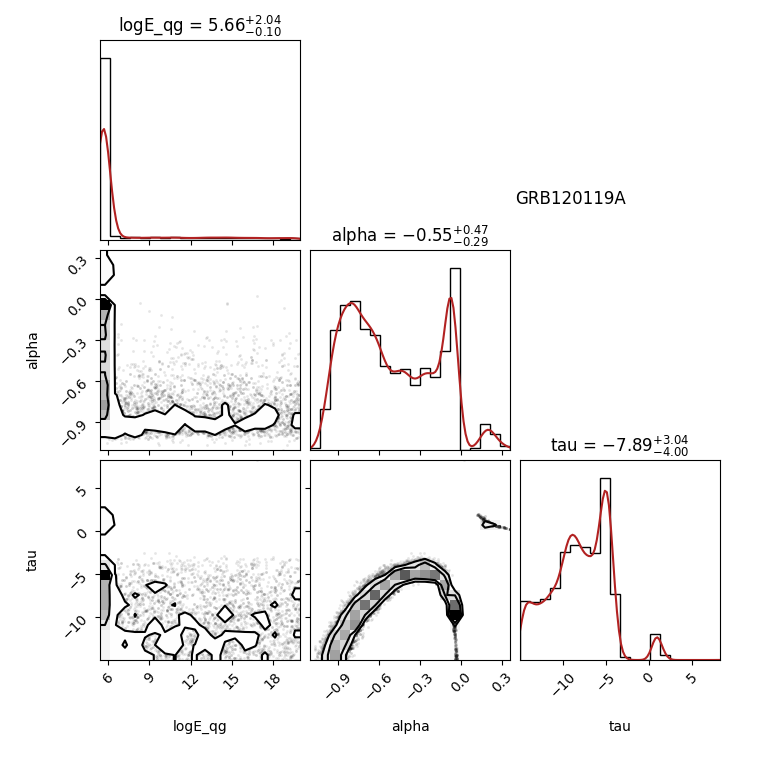 logE_qg = 5.66+2.04−0.10
GRB120119A
alpha = −0.55+0.47−0.29
0.3
0.0
−0.3
−0.6
−0.9
alpha
tau = −7.89+3.04−4.00
5
0
−5
−10
tau
6 9 12 15 18
−0.9 −0.6 −0.3 0.0 0.3
−10 −5 0 5
logE_qg alpha tau